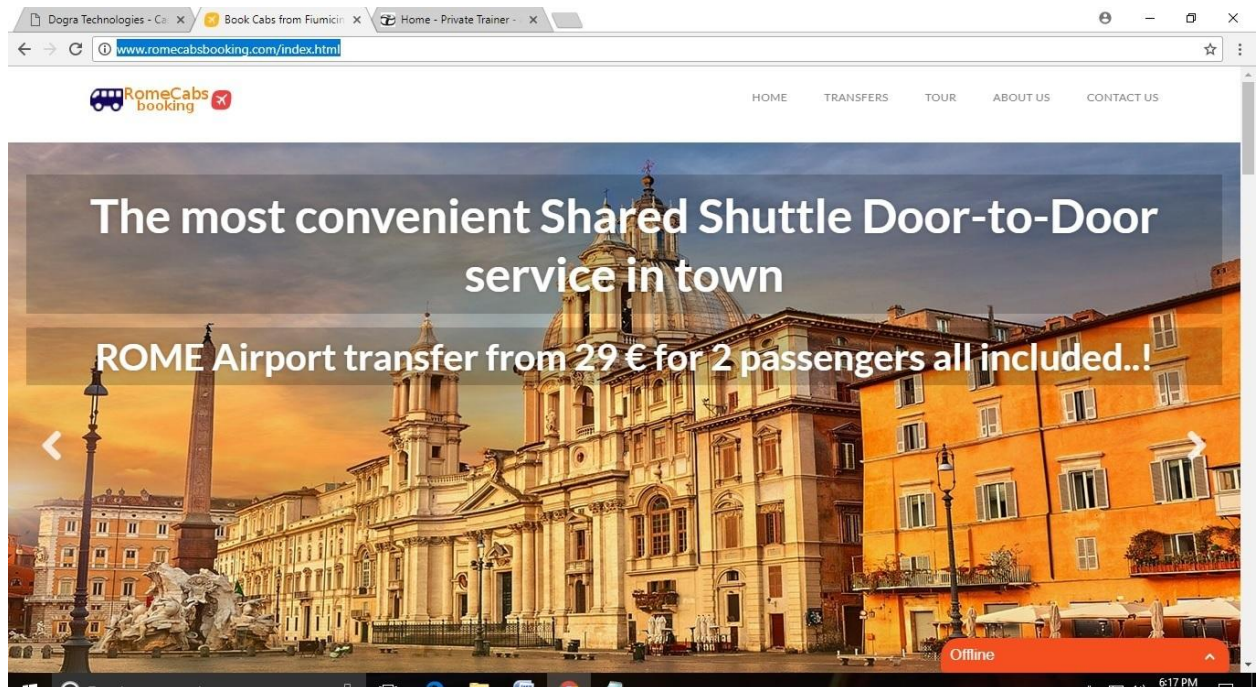 Dogra Technologies - Ca
Book Cabs from Fiumicin
Home - Private Trainer -
www.romecabsbooking.com/index.html
RomeCabs
booking
HOME TRANSFERS TOUR ABOUT US CONTACT US
The most convenient Shared Shuttle Door-to-Door
service in town
ROME Airport transfer from 29 € for 2 passengers all included..!
Offline
6:17 PM